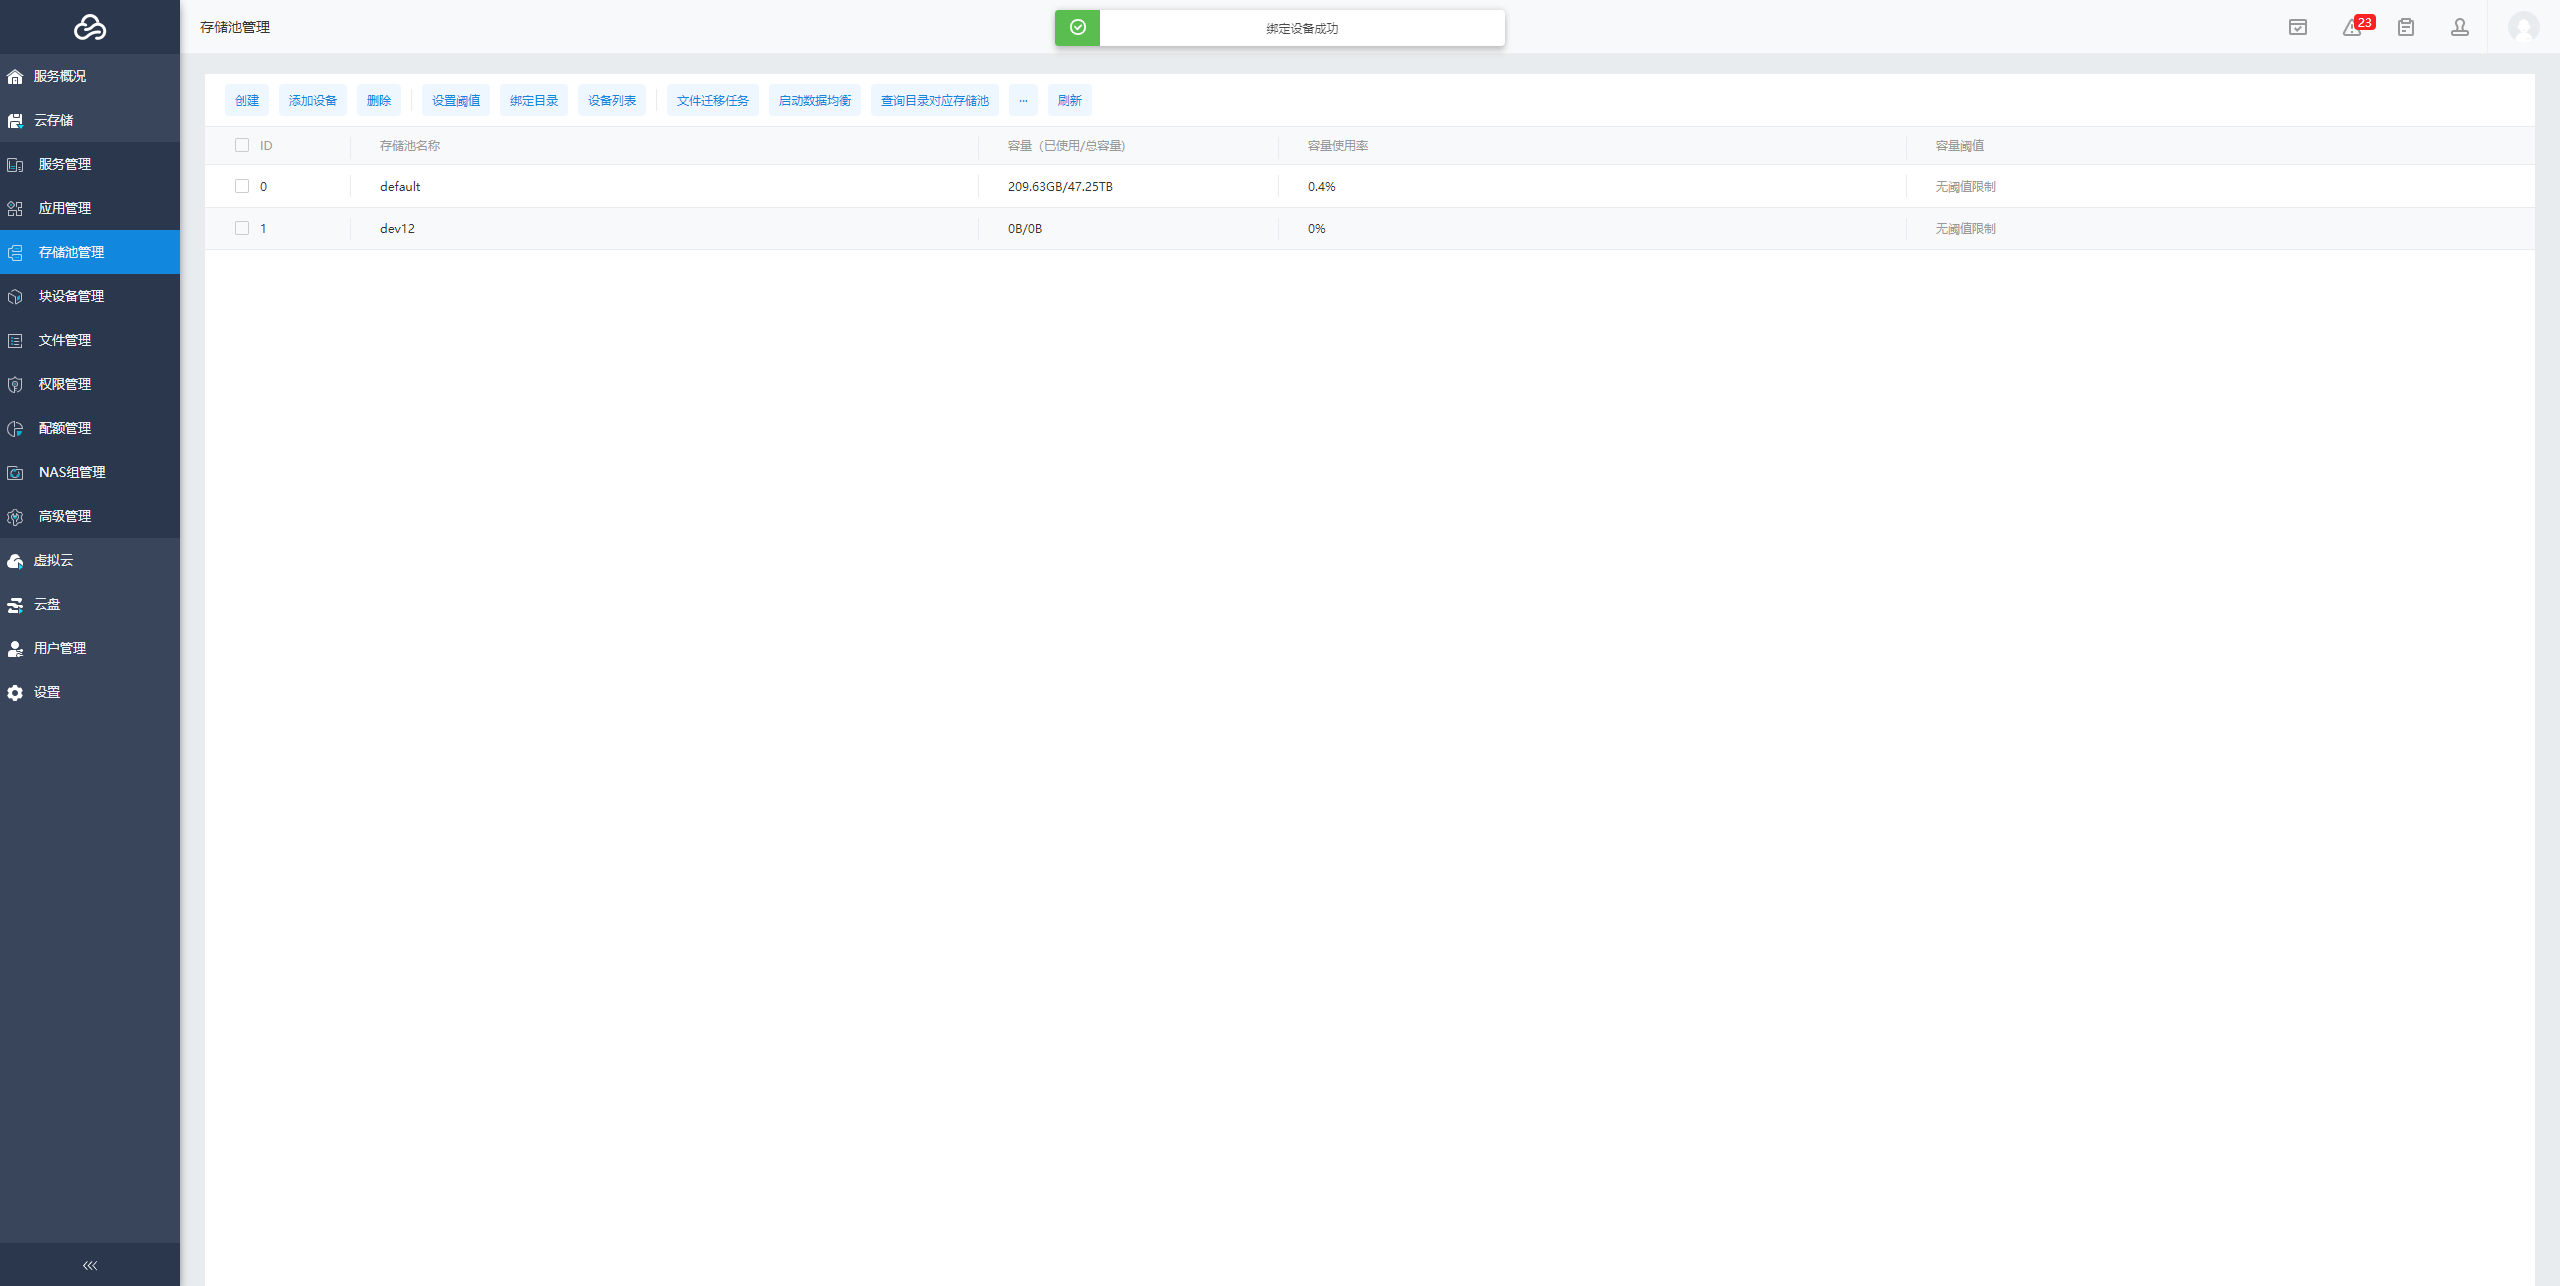 存储池管理
绑定设备成功
23
服务概况
云存储
服务管理
应用管理
存储池管理
块设备管理
文件管理
权限管理
配额管理
NAS组管理
高级管理
虚拟云
云盘
用户管理
设置
创建 添加设备 删除 设置阈值 绑定目录 设备列表 文件迁移任务 启动数据均衡 查询目录对应存储池 ... 刷新
ID 存储池名称 容量（已使用/总容量） 容量使用率 容量阈值
0 default 209.63GB/47.25TB 0.4% 无阈值限制
1 dev12 0B/0B 0% 无阈值限制